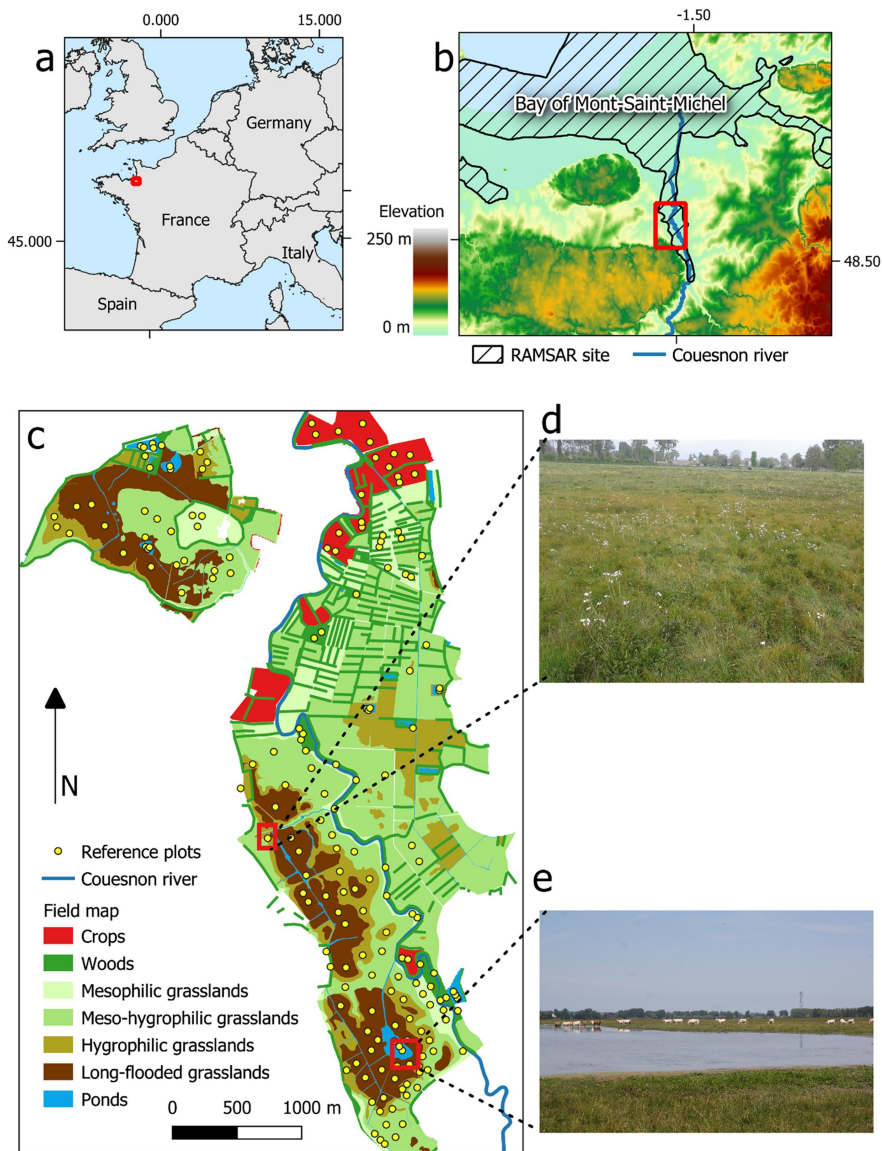 0.000
15.000
a
Germany
France
45.000
Italy
Spain
-1.50
b
Bay of Mont-Saint-Michel
Elevation
250 m
0 m
48.50
RAMSAR site
Couesnon river
c
N
Reference plots
Couesnon river
Field map
Crops
Woods
Mesophilic grasslands
Meso-hygrophilic grasslands
Hygrophilic grasslands
Long-flooded grasslands
Ponds
0 500 1000 m
d
e